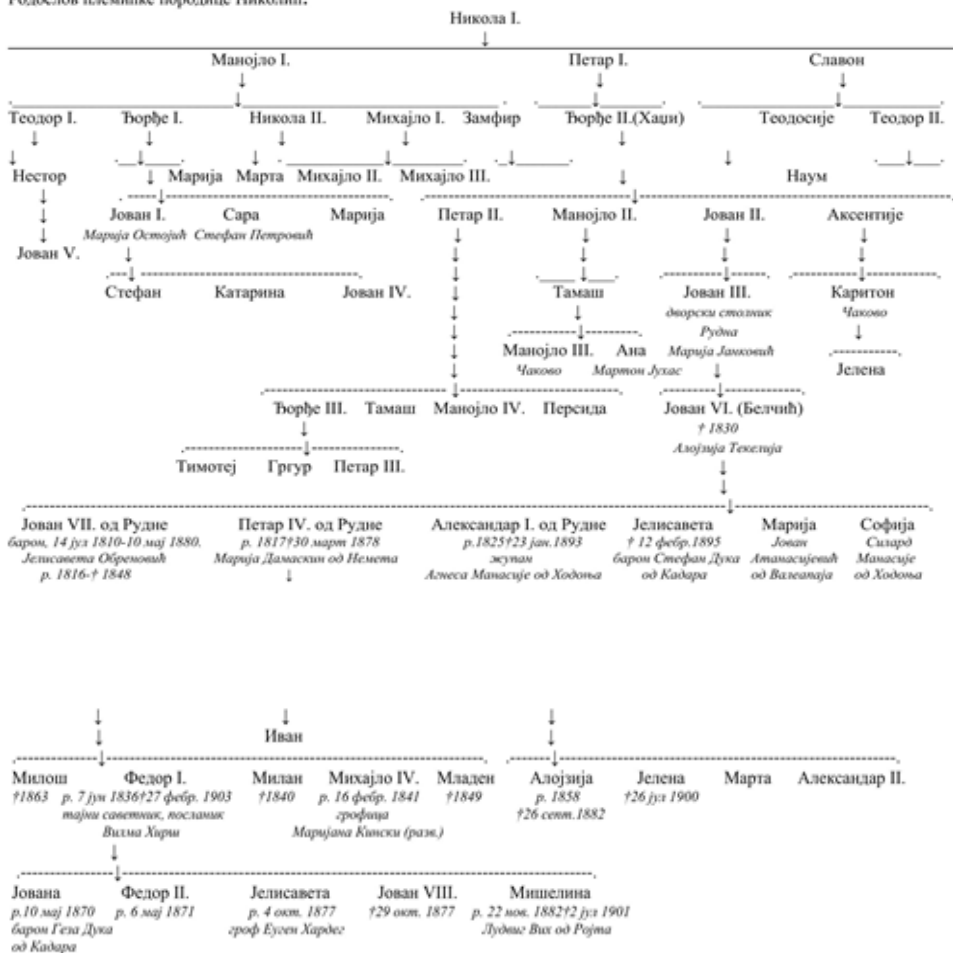 Родослов племићке породице Николић.
Никола I.
Манојло I. Петар I. Славон
Теодор I. Ђорђе I. Никола II. Михајло I. Замфир Ђорђе II.(Хаџи) Теодосије Теодор II.
Нестор Марија Марта Михајло II. Михајло III. Наум
Јован I. Сара Марија Петар II. Манојло II. Јован II. Аксентије
Марија Остојић Стефан Петровић
Јован V.
Стефан Катарина Јован IV. Тамаш Јован III. Каритон
дворски столник Чаково
Рудна
Манојло III. Ана Марија Јанковић
Чаково Мартон Јухас Јелена
Ђорђе III. Тамаш Манојло IV. Персида Јован VI. (Белчић)
† 1830
Алојзија Текелија
Тимотеј Гргур Петар III.
Јован VII. од Рудне Петар IV. од Рудне Александар I. од Рудне Јелисавета Марија Софија
барон, 14 јул 1810-10 мај 1880. р. 1817†30 март 1878 р.1825†23 јан.1893 † 12 фебр.1895 Јован Силард
Јелисавета Обреновић Марија Дамаскин од Немета жупан барон Стефан Дука Атанасијевић Манасије
р. 1816-† 1848 Агнеса Манасије од Ходоња од Кадара од Валеапаја од Ходоња
Иван
Милош Федор I. Милан Михајло IV. Младен Алојзија Јелена Марта Александар II.
†1863 р. 7 јун 1836†27 фебр. 1903 †1840 р. 16 фебр. 1841 †1849 р. 1858 †26 јул 1900
тајни саветник, посланик грофица †26 септ.1882
Вилма Хирш Маријана Кински (разв.)
Јована Федор II. Јелисавета Јован VIII. Мишелина
р.10 мај 1870 р. 6 мај 1871 р. 4 окт. 1877 †29 окт. 1877 р. 22 нов. 1882†2 јул 1901
барон Геза Дука гроф Еуген Хардег Лудвиг Вих од Ројта
од Кадара